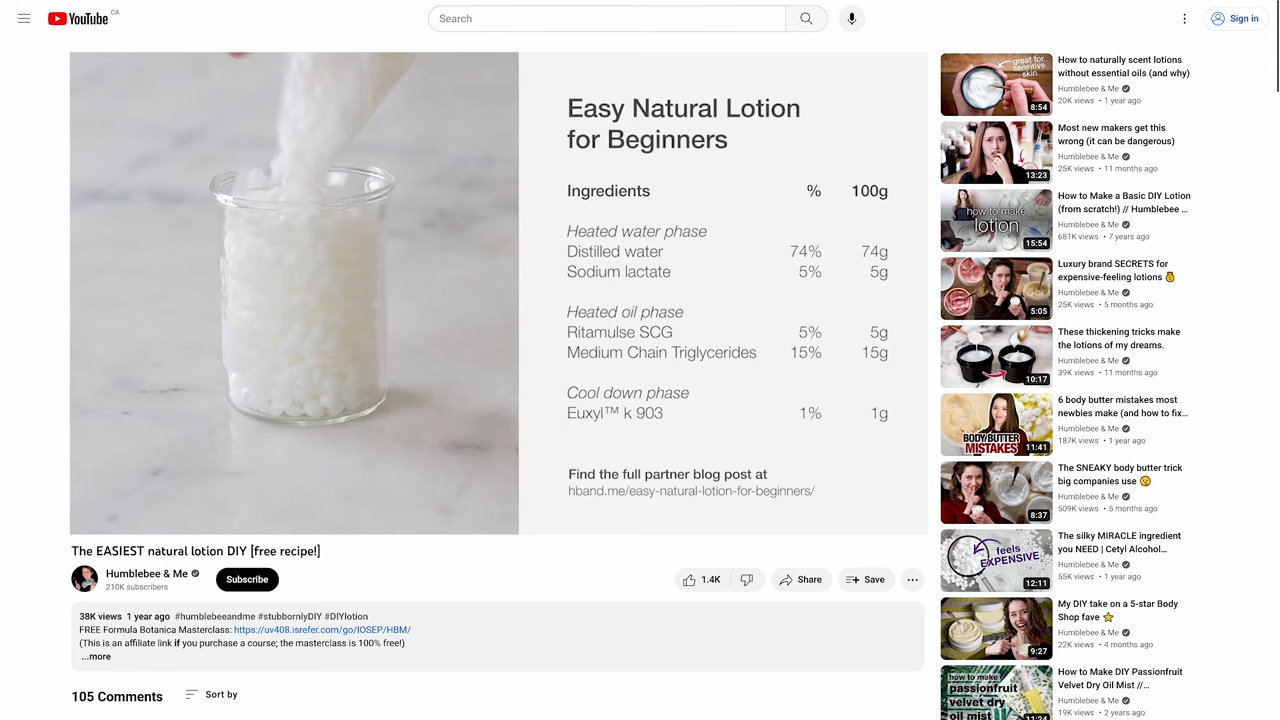 YouTube CA
Search
Sign in
Easy Natural Lotion
for Beginners
Ingredients % 100g
Heated water phase
Distilled water 74% 74g
Sodium lactate 5% 5g
Heated oil phase
Ritamulse SCG 5% 5g
Medium Chain Triglycerides 15% 15g
Cool down phase
Euxyl™ k 903 1% 1g
Find the full partner blog post at
hband.me/easy-natural-lotion-for-beginners/
The EASIEST natural lotion DIY [free recipe!]
Humblebee & Me
210K subscribers
Subscribe
1.4K
Share
Save
38K views 1 year ago #humblebeeandme #stubbornlyDIY #DIYlotion
FREE Formula Botanica Masterclass: https://uv408.isrefer.com/go/IOSEP/HBM/
(This is an affiliate link if you purchase a course; the masterclass is 100% free!)
...more
105 Comments
Sort by
great for
sensitive
skin
8:54
How to naturally scent lotions
without essential oils (and why)
Humblebee & Me
20K views • 1 year ago
13:23
Most new makers get this
wrong (it can be dangerous)
Humblebee & Me
25K views • 11 months ago
how to make
lotion
15:54
How to Make a Basic DIY Lotion
(from scratch!) // Humblebee ...
Humblebee & Me
681K views • 7 years ago
5:05
Luxury brand SECRETS for
expensive-feeling lotions
Humblebee & Me
25K views • 5 months ago
10:17
These thickening tricks make
the lotions of my dreams.
Humblebee & Me
39K views • 11 months ago
BODY BUTTER
MISTAKES
11:41
6 body butter mistakes most
newbies make (and how to fix...
Humblebee & Me
187K views • 1 year ago
8:37
The SNEAKY body butter trick
big companies use
Humblebee & Me
509K views • 5 months ago
feels
EXPENSIVE
12:11
The silky MIRACLE ingredient
you NEED | Cetyl Alcohol...
Humblebee & Me
55K views • 1 year ago
9:27
My DIY take on a 5-star Body
Shop fave
Humblebee & Me
22K views • 4 months ago
how to make
passionfruit
velvet dry
oil mist
11:24
How to Make DIY Passionfruit
Velvet Dry Oil Mist //...
Humblebee & Me
19K views • 2 years ago